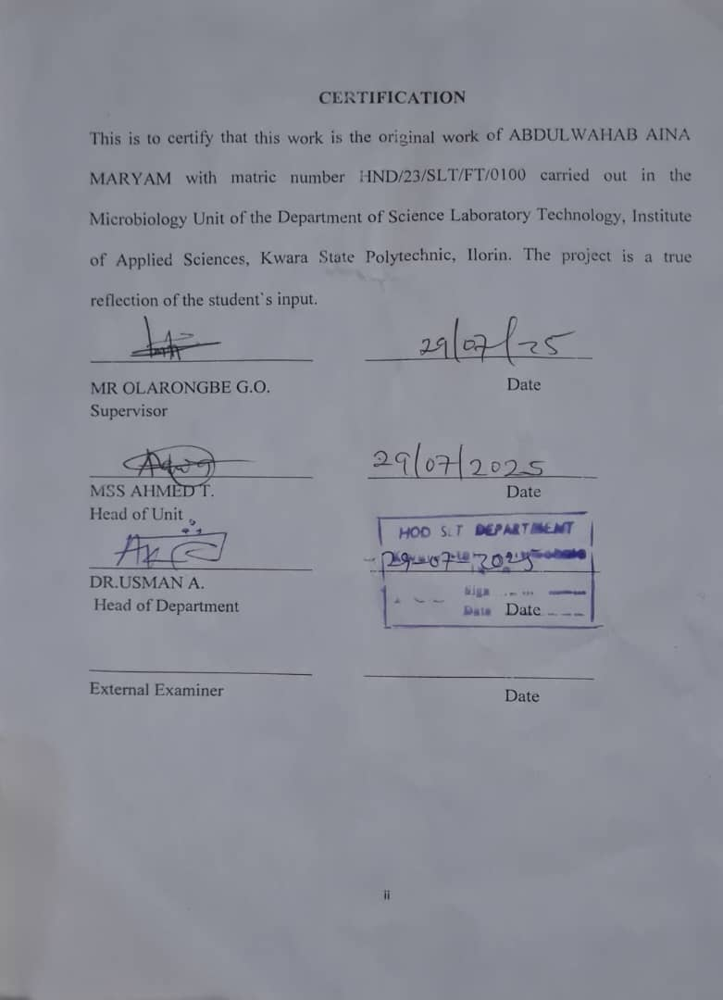 CERTIFICATION
This is to certify that this work is the original work of ABDULWAHAB AINA
MARYAM with matric number HND/23/SLT/FT/0100 carried out in the
Microbiology Unit of the Department of Science Laboratory Technology, Institute
of Applied Sciences, Kwara State Polytechnic, Ilorin. The project is a true
reflection of the student`s input.
29/07/25
MR OLARONGBE G.O.
Date
Supervisor
29/07/2025
MSS AHMED T.
Date
Head of Unit
HOD SLT DEPARTMENT
29-07-2025
DR.USMAN A.
Sign
Head of Department
Date
Date
External Examiner
Date
ii